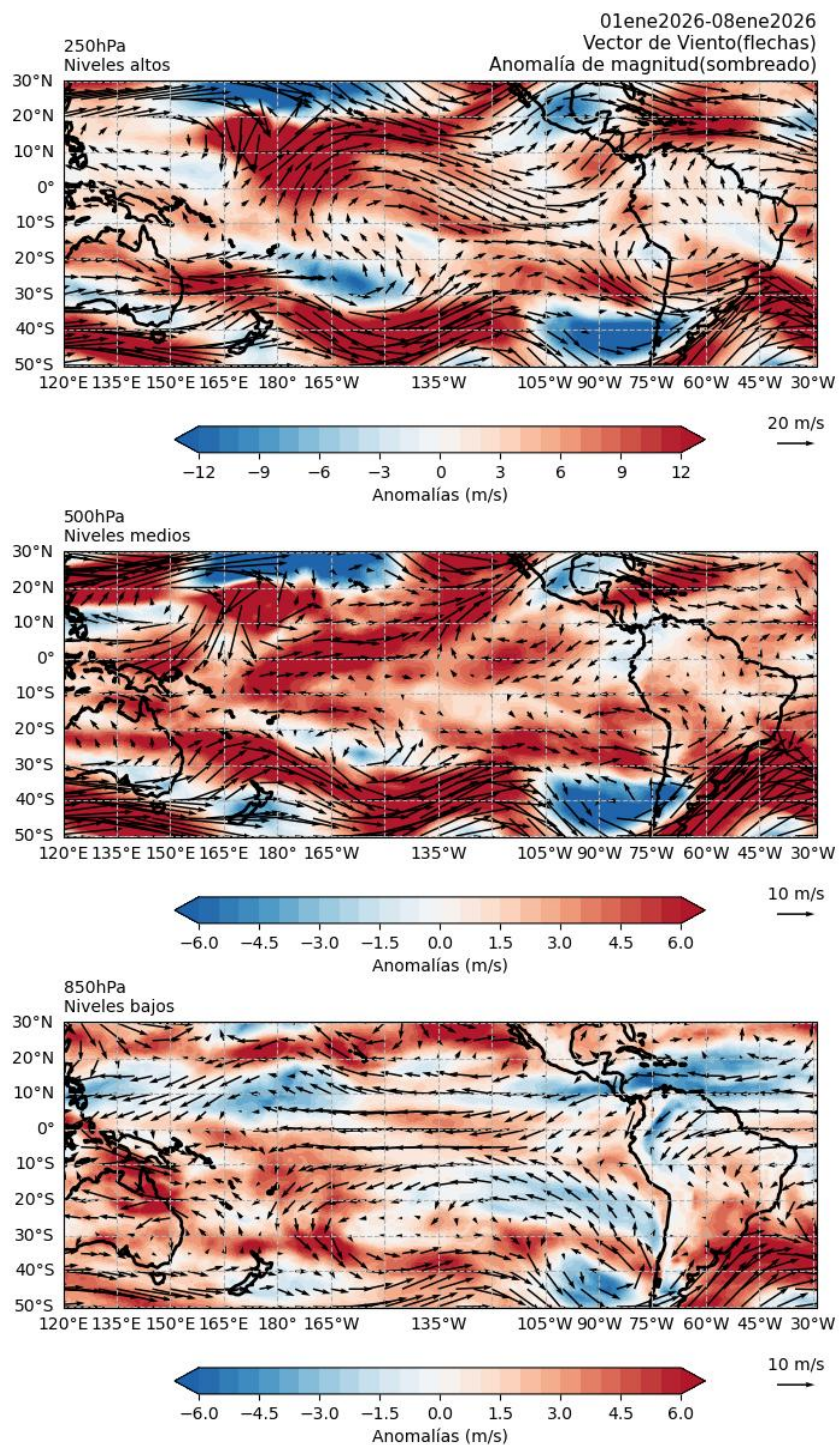 01ene2026-08ene2026
Vector de Viento(flechas)
Anomalía de magnitud(sombreado)
250hPa
Niveles altos
30°N
20°N
10°N
0°
10°S
20°S
30°S
40°S
50°S
120°E 135°E 150°E 165°E 180° 165°W 135°W 105°W 90°W 75°W 60°W 45°W 30°W
20 m/s
−12 −9 −6 −3 0 3 6 9 12
Anomalías (m/s)
500hPa
Niveles medios
30°N
20°N
10°N
0°
10°S
20°S
30°S
40°S
50°S
120°E 135°E 150°E 165°E 180° 165°W 135°W 105°W 90°W 75°W 60°W 45°W 30°W
10 m/s
−6.0 −4.5 −3.0 −1.5 0.0 1.5 3.0 4.5 6.0
Anomalías (m/s)
850hPa
Niveles bajos
30°N
20°N
10°N
0°
10°S
20°S
30°S
40°S
50°S
120°E 135°E 150°E 165°E 180° 165°W 135°W 105°W 90°W 75°W 60°W 45°W 30°W
10 m/s
−6.0 −4.5 −3.0 −1.5 0.0 1.5 3.0 4.5 6.0
Anomalías (m/s)